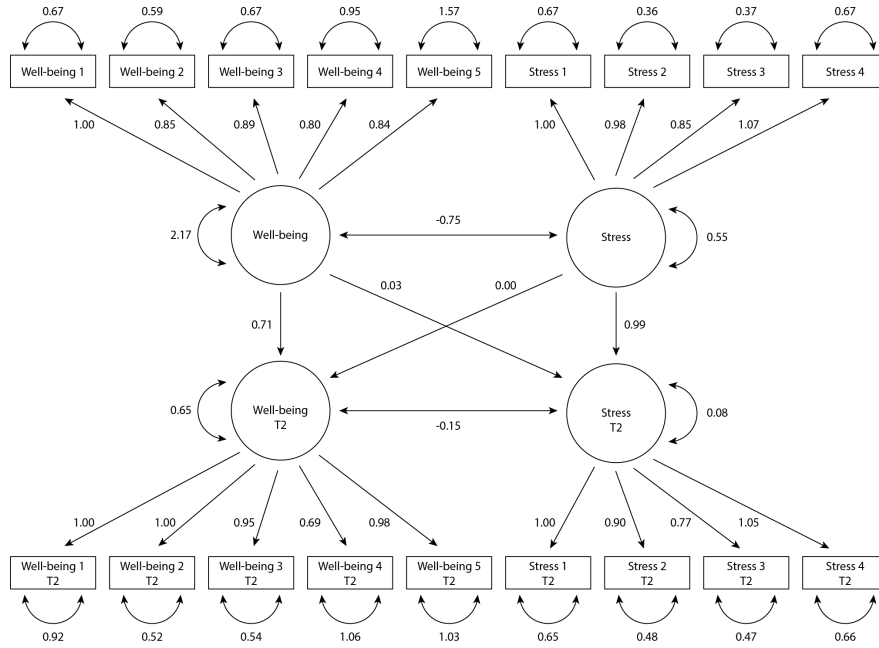 0.67 0.59 0.67 0.95 1.57 0.67 0.36 0.37 0.67
Well-being 1 Well-being 2 Well-being 3 Well-being 4 Well-being 5 Stress 1 Stress 2 Stress 3 Stress 4
1.00 0.85 0.89 0.80 0.84 1.00 0.98 0.85 1.07
-0.75
2.17 Well-being Stress 0.55
0.03 0.00
0.71 0.99
0.65 Well-being Stress 0.08
T2 T2
-0.15
1.00 1.00 0.95 0.69 0.98 1.00 0.90 0.77 1.05
Well-being 1 Well-being 2 Well-being 3 Well-being 4 Well-being 5 Stress 1 Stress 2 Stress 3 Stress 4
T2 T2 T2 T2 T2 T2 T2 T2 T2
0.92 0.52 0.54 1.06 1.03 0.65 0.48 0.47 0.66